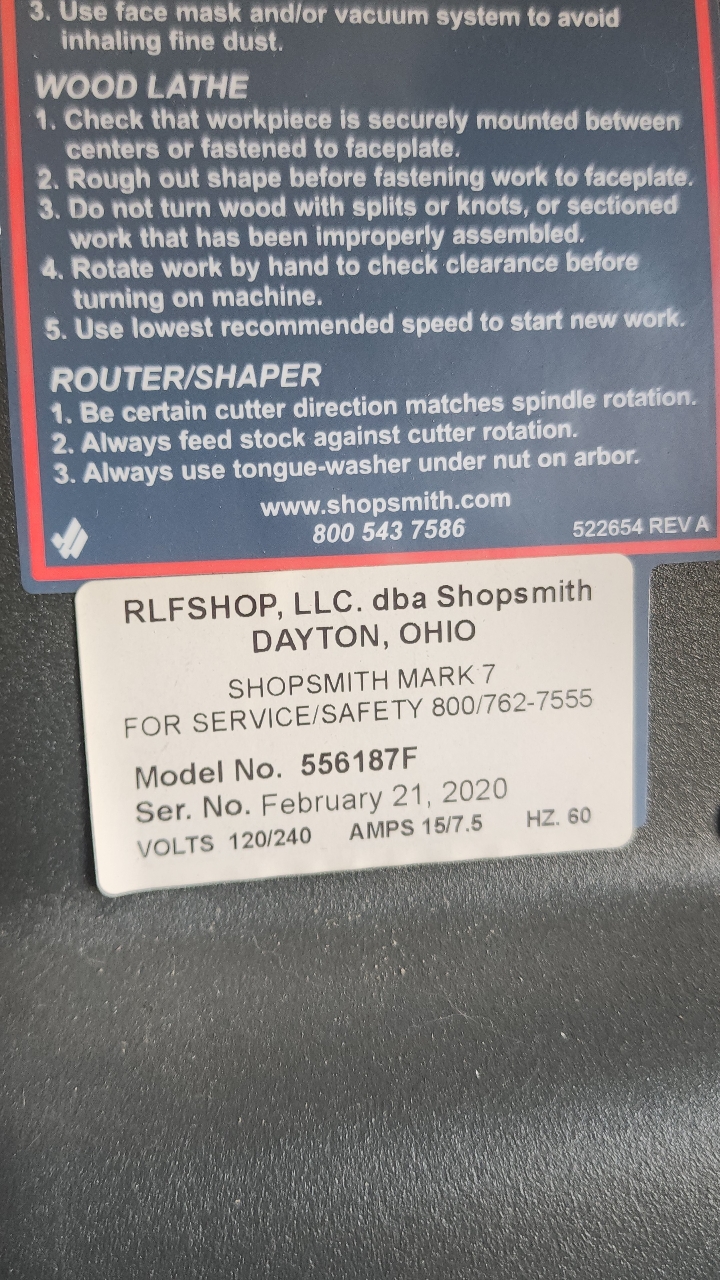 3. Use face mask and/or vacuum system to avoid
inhaling fine dust.
WOOD LATHE
1. Check that workpiece is securely mounted between
centers or fastened to faceplate.
2. Rough out shape before fastening work to faceplate.
3. Do not turn wood with splits or knots, or sectioned
work that has been improperly assembled.
4. Rotate work by hand to check clearance before
turning on machine.
5. Use lowest recommended speed to start new work.
ROUTER/SHAPER
1. Be certain cutter direction matches spindle rotation.
2. Always feed stock against cutter rotation.
3. Always use tongue-washer under nut on arbor.
www.shopsmith.com
800 543 7586
522654 REV A
RLFSHOP, LLC. dba Shopsmith
DAYTON, OHIO
SHOPSMITH MARK 7
FOR SERVICE/SAFETY 800/762-7555
Model No. 556187F
Ser. No. February 21, 2020
VOLTS 120/240 AMPS 15/7.5 HZ. 60